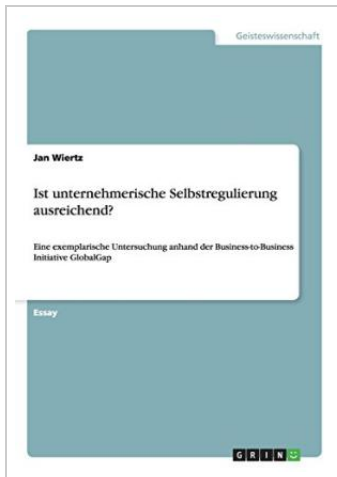 Geisteswissenschaft
Jan Wiertz
Ist unternehmerische Selbstregulierung
ausreichend?
Eine exemplarische Untersuchung anhand der Business-to-Business
Initiative GlobalGap
Essay
GRIN